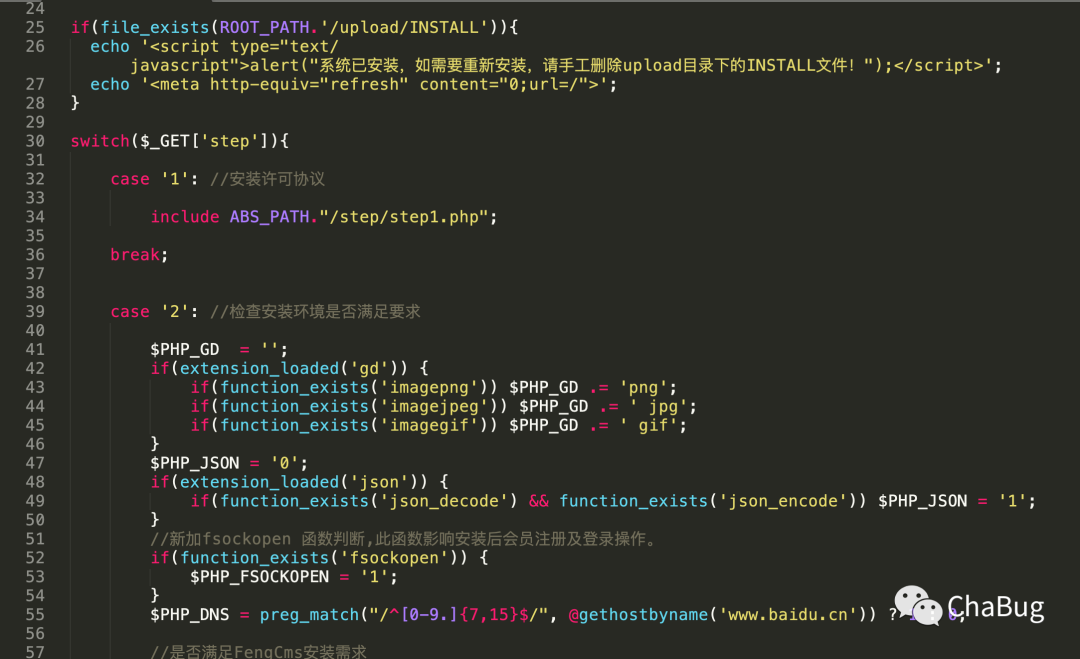 24
25 if(file_exists(ROOT_PATH.'/upload/INSTALL')){
26 echo '<script type="text/
javascript">alert("系统已安装，如需要重新安装，请手工删除upload目录下的INSTALL文件！");</script>';
27 echo '<meta http-equiv="refresh" content="0;url=/">';
28 }
29
30 switch($_GET['step']){
31
32 case '1': //安装许可协议
33
34 include ABS_PATH."/step/step1.php";
35
36 break;
37
38
39 case '2': //检查安装环境是否满足要求
40
41 $PHP_GD  = '';
42 if(extension_loaded('gd')) {
43 if(function_exists('imagepng')) $PHP_GD .= 'png';
44 if(function_exists('imagejpeg')) $PHP_GD .= ' jpg';
45 if(function_exists('imagegif')) $PHP_GD .= ' gif';
46 }
47 $PHP_JSON = '0';
48 if(extension_loaded('json')) {
49 if(function_exists('json_decode') && function_exists('json_encode')) $PHP_JSON = '1';
50 }
51 //新加fsockopen 函数判断,此函数影响安装后会员注册及登录操作。
52 if(function_exists('fsockopen')) {
53 $PHP_FSOCKOPEN = '1';
54 }
55 $PHP_DNS = preg_match("/^[0-9.]{7,15}$/", @gethostbyname('www.baidu.cn')) ?
56
57 //是否满足FengCms安装需求
ChaBug